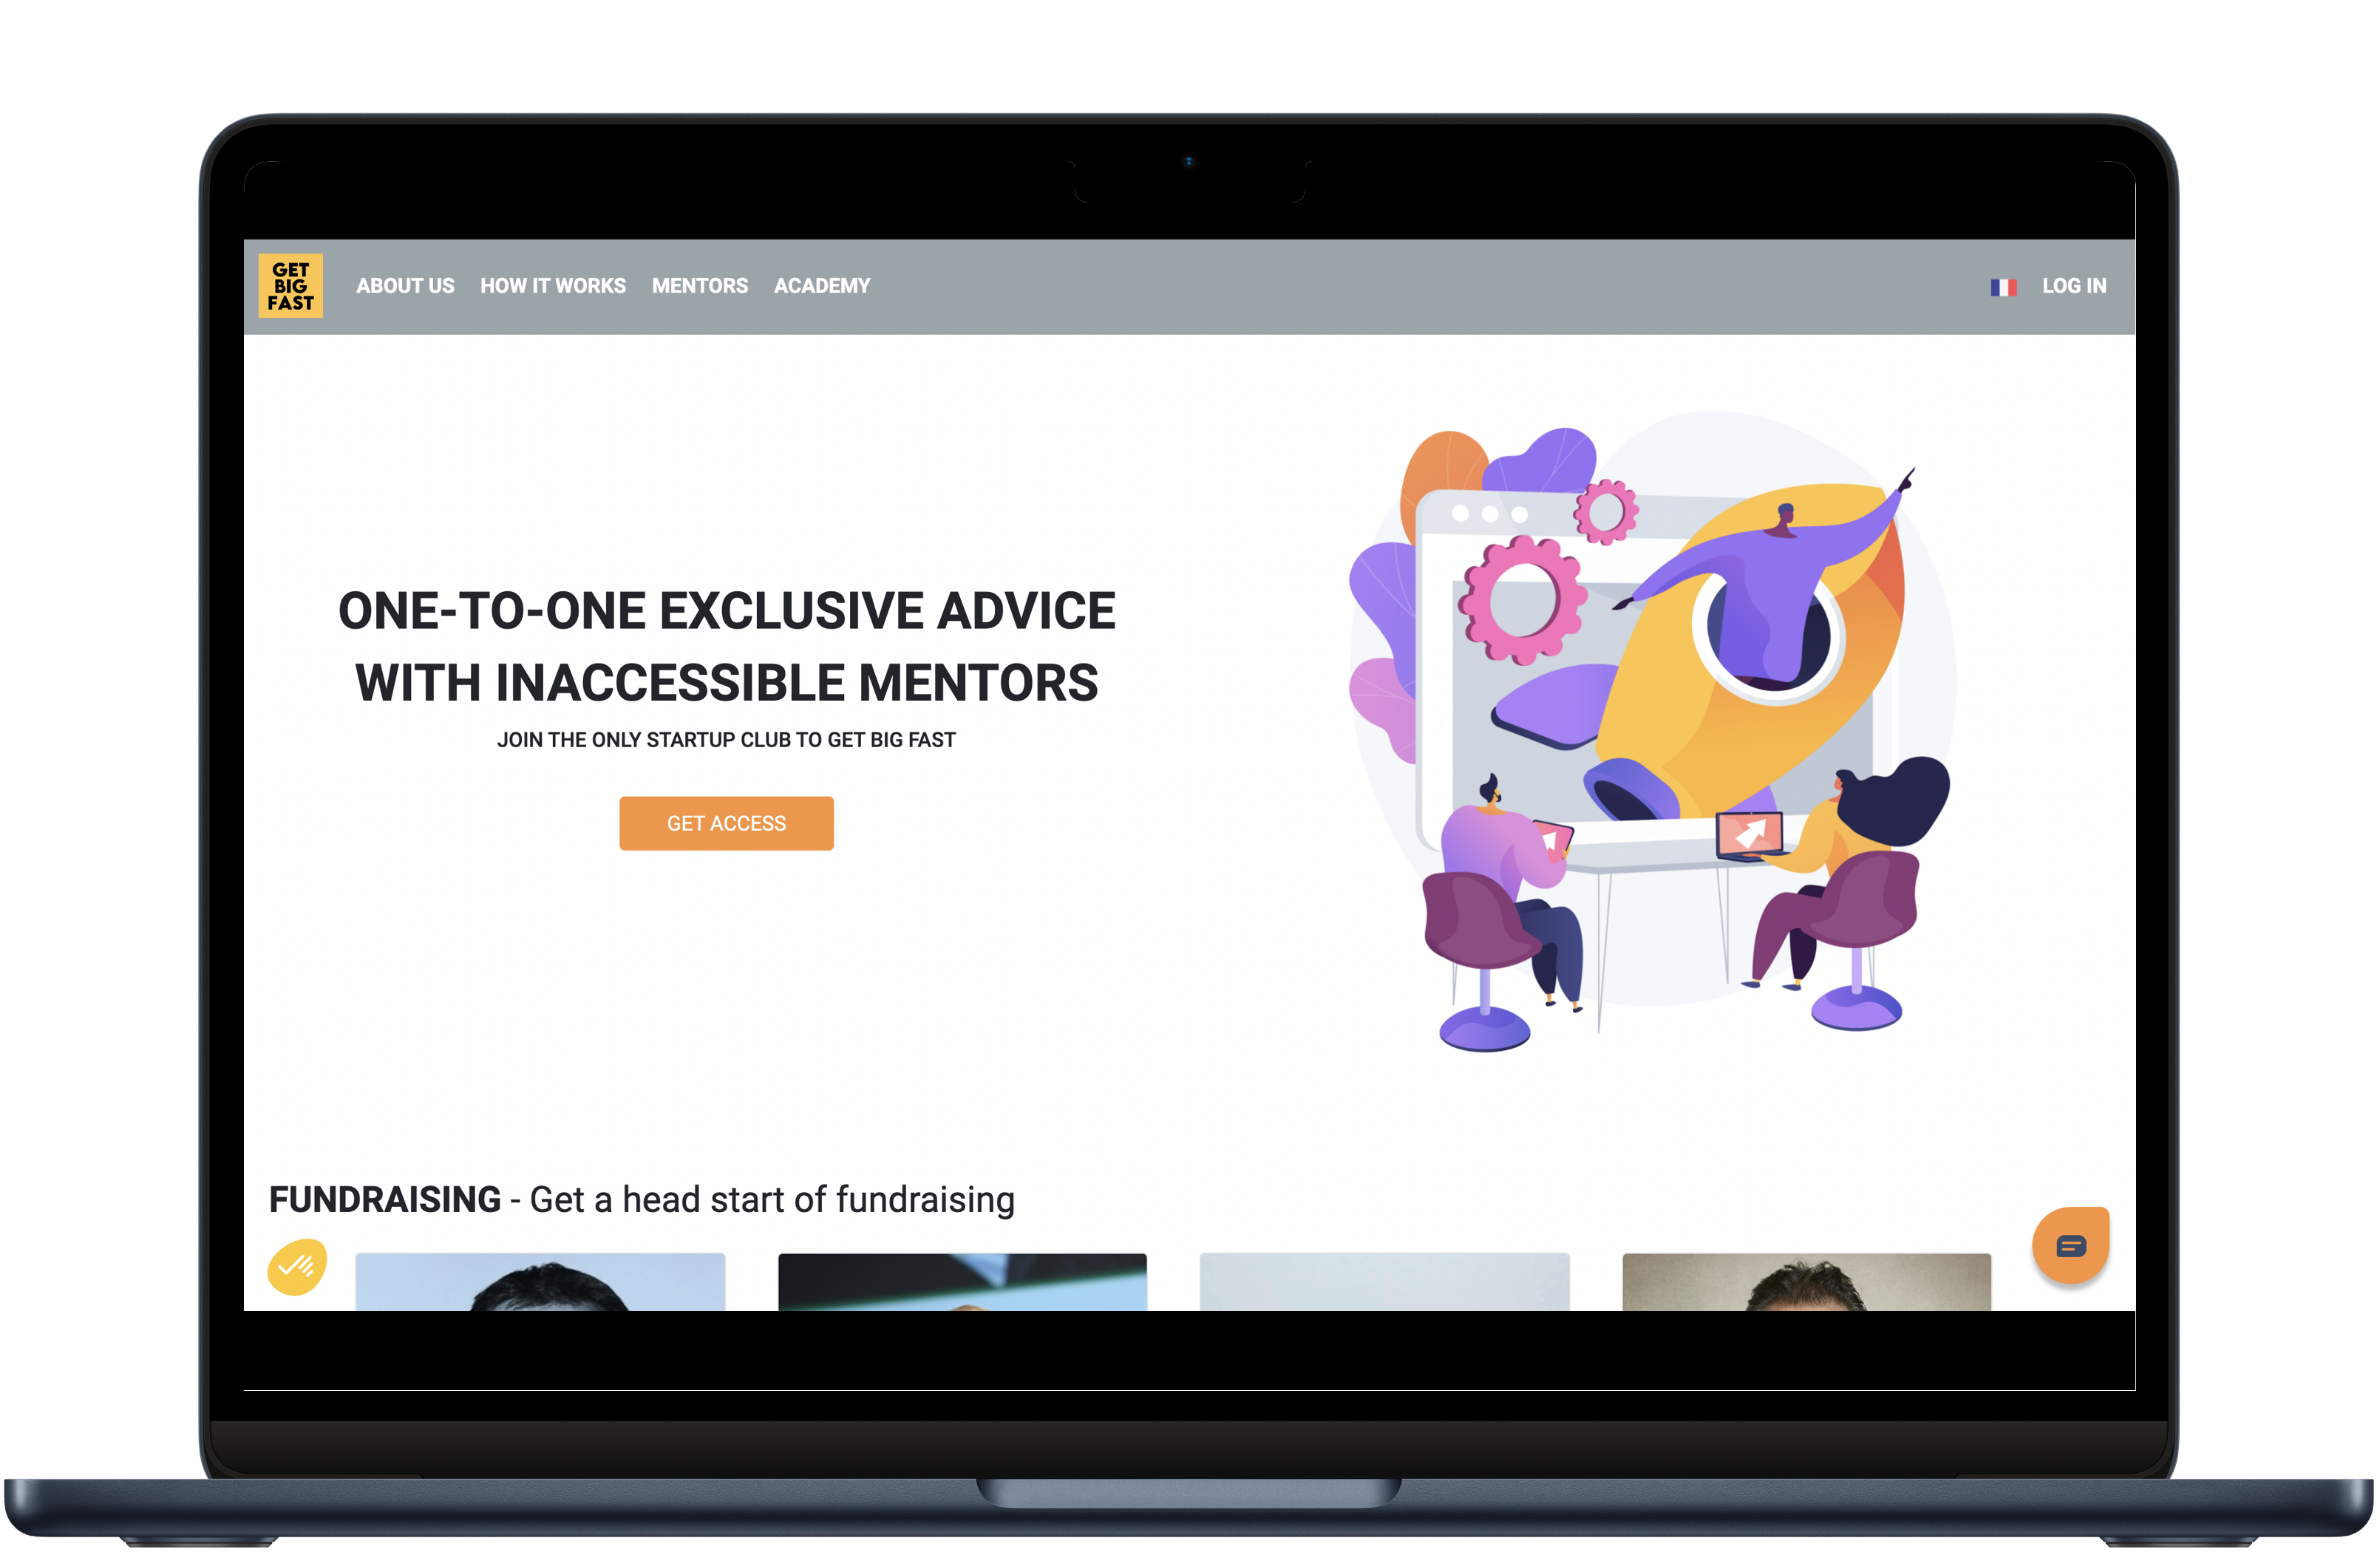 GET
BIG
FAST
ABOUT US HOW IT WORKS MENTORS ACADEMY
LOG IN
ONE-TO-ONE EXCLUSIVE ADVICE
WITH INACCESSIBLE MENTORS
JOIN THE ONLY STARTUP CLUB TO GET BIG FAST
GET ACCESS
FUNDRAISING - Get a head start of fundraising